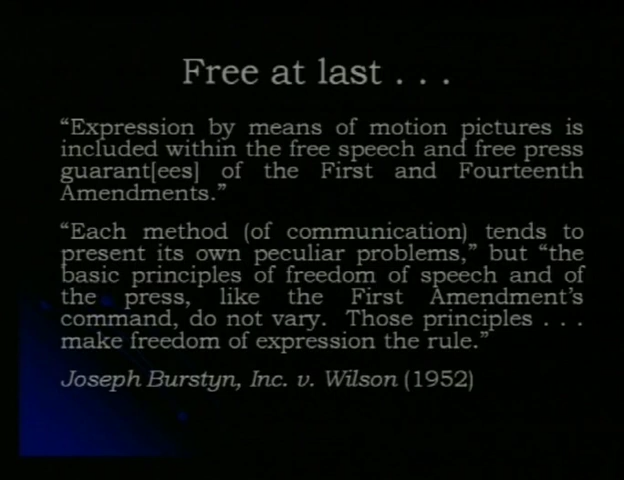 Free at last . . .
“Expression by means of motion pictures is
included within the free speech and free press
guarant[ees] of the First and Fourteenth
Amendments.”
“Each method (of communication) tends to
present its own peculiar problems,” but “the
basic principles of freedom of speech and of
the press, like the First Amendment’s
command, do not vary. Those principles . . .
make freedom of expression the rule.”
Joseph Burstyn, Inc. v. Wilson (1952)